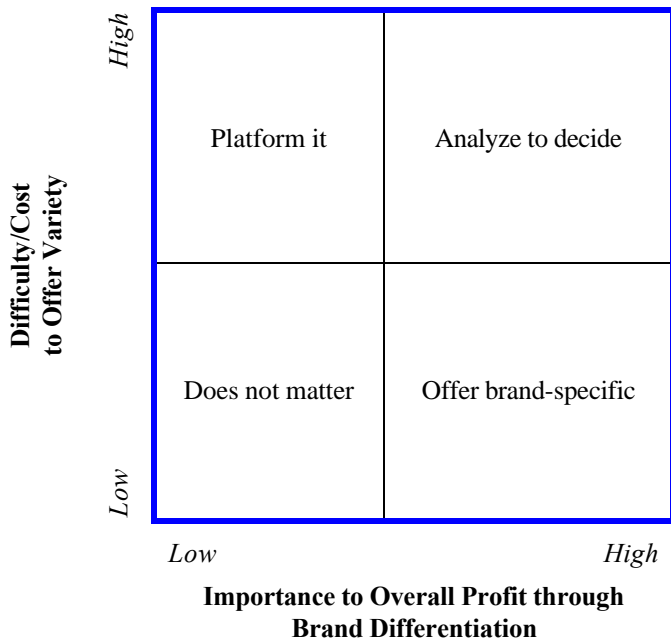 High
Platform it
Analyze to decide
Difficulty/Cost
to Offer Variety
Does not matter
Offer brand-specific
Low
Low
High
Importance to Overall Profit through
Brand Differentiation